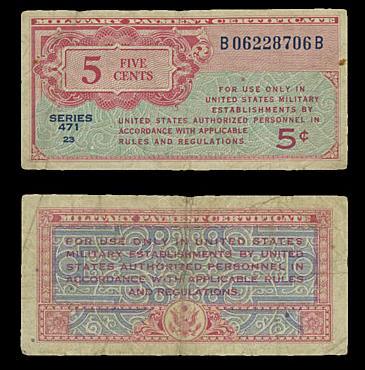 MILITARY PAYMENT CERTIFICATE
B06228706B
5 FIVE
CENTS
FOR USE ONLY IN
UNITED STATES MILITARY
ESTABLISHMENTS BY
UNITED STATES AUTHORIZED PERSONNEL IN
ACCORDANCE WITH APPLICABLE
RULES AND REGULATIONS
SERIES
471
23
5¢
MILITARY PAYMENT CERTIFICATE
FOR USE ONLY IN UNITED STATES
MILITARY ESTABLISHMENTS BY UNITED
STATES AUTHORIZED PERSONNEL IN
ACCORDANCE WITH APPLICABLE RULES
AND REGULATIONS.